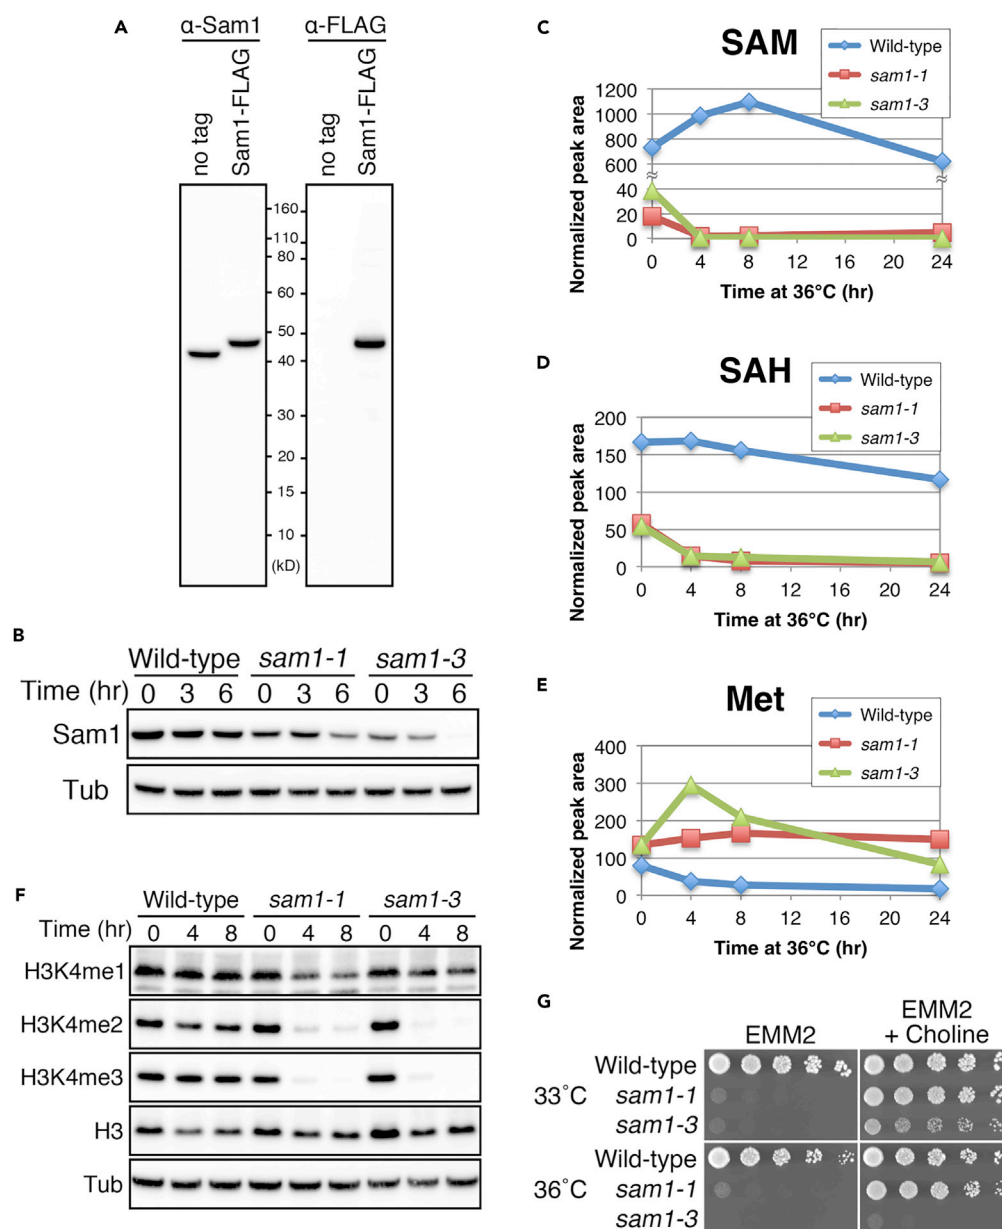 A
α-Sam1
α-FLAG
no tag
Sam1-FLAG
no tag
Sam1-FLAG
160
110
80
60
50
40
30
20
15
10
(kD)
B
Wild-type sam1-1 sam1-3
Time (hr) 0 3 6 0 3 6 0 3 6
Sam1
Tub
F
Wild-type sam1-1 sam1-3
Time (hr) 0 4 8 0 4 8 0 4 8
H3K4me1
H3K4me2
H3K4me3
H3
Tub
C
SAM
Wild-type
sam1-1
sam1-3
Normalized peak area
1200
1000
800
600
≈
≈
40
20
0
0 4 8 12 16 20 24
Time at 36°C (hr)
D
SAH
Wild-type
sam1-1
sam1-3
Normalized peak area
200
150
100
50
0
0 4 8 12 16 20 24
Time at 36°C (hr)
E
Met
Wild-type
sam1-1
sam1-3
Normalized peak area
400
300
200
100
0
0 4 8 12 16 20 24
Time at 36°C (hr)
G
EMM2
EMM2
+ Choline
33°C
Wild-type
sam1-1
sam1-3
36°C
Wild-type
sam1-1
sam1-3